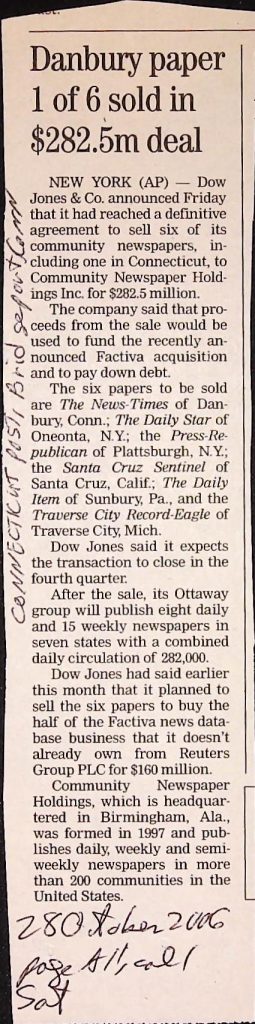 Danbury paper
1 of 6 sold in
$282.5m deal
NEW YORK (AP) — Dow
Jones & Co. announced Friday
that it had reached a definitive
agreement to sell six of its
community newspapers, in-
cluding one in Connecticut, to
Community Newspaper Hold-
ings Inc. for $282.5 million.
The company said that pro-
ceeds from the sale would be
used to fund the recently an-
nounced Factiva acquisition
and to pay down debt.
The six papers to be sold
are The News-Times of Dan-
bury, Conn.; The Daily Star of
Oneonta, N.Y.; the Press-Re-
publican of Plattsburgh, N.Y.;
the Santa Cruz Sentinel of
Santa Cruz, Calif.; The Daily
Item of Sunbury, Pa., and the
Traverse City Record-Eagle of
Traverse City, Mich.
Dow Jones said it expects
the transaction to close in the
fourth quarter.
After the sale, its Ottaway
group will publish eight daily
and 15 weekly newspapers in
seven states with a combined
daily circulation of 282,000.
Dow Jones had said earlier
this month that it planned to
sell the six papers to buy the
half of the Factiva news data-
base business that it doesn't
already own from Reuters
Group PLC for $160 million.
Community Newspaper
Holdings, which is headquar-
tered in Birmingham, Ala.,
was formed in 1997 and pub-
lishes daily, weekly and semi-
weekly newspapers in more
than 200 communities in the
United States.
CONNECTICUT POST,
28 October 2006
page A11, col 1
Sat